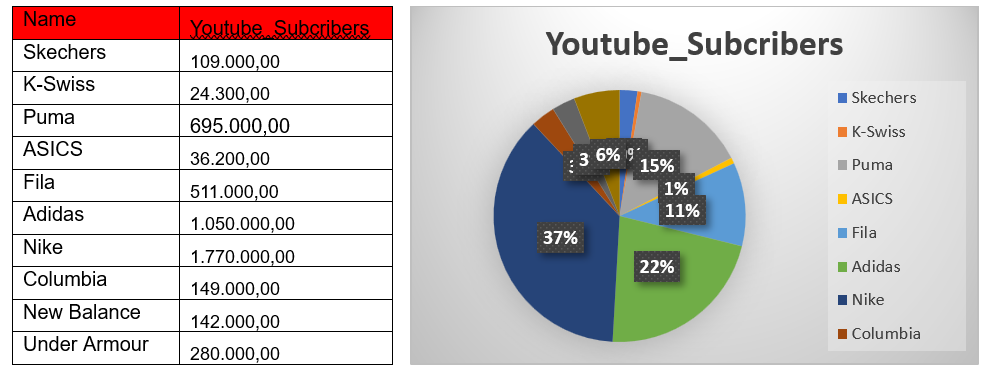 Name Youtube_Subcribers
Skechers 109.000,00
K-Swiss 24.300,00
Puma 695.000,00
ASICS 36.200,00
Fila 511.000,00
Adidas 1.050.000,00
Nike 1.770.000,00
Columbia 149.000,00
New Balance 142.000,00
Under Armour 280.000,00
Youtube_Subcribers
6%
15%
1%
11%
22%
37%
Skechers
K-Swiss
Puma
ASICS
Fila
Adidas
Nike
Columbia